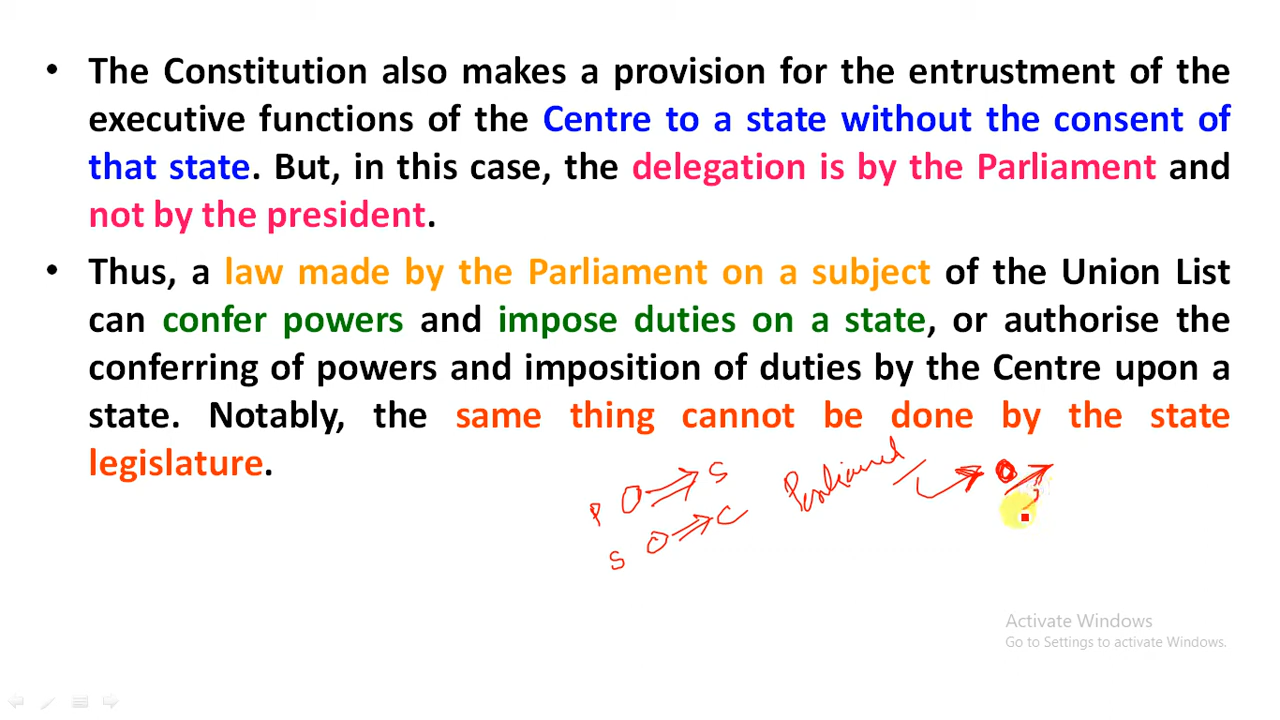 • The Constitution also makes a provision for the entrustment of the
executive functions of the Centre to a state without the consent of
that state. But, in this case, the delegation is by the Parliament and
not by the president.
• Thus, a law made by the Parliament on a subject of the Union List
can confer powers and impose duties on a state, or authorise the
conferring of powers and imposition of duties by the Centre upon a
state. Notably, the same thing cannot be done by the state
legislature.
P O ⇒ S
S O ⇒ C
Activate Windows
Go to Settings to activate Windows.